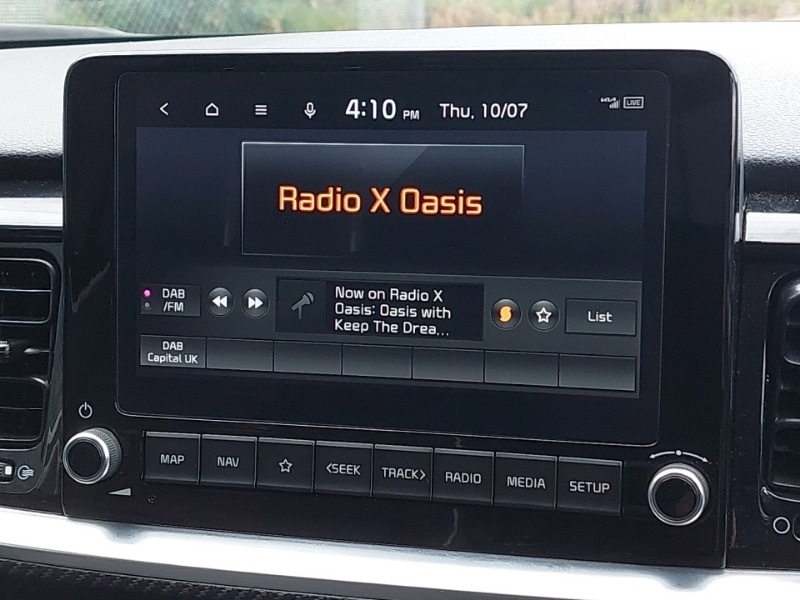 4:10 PM Thu, 10/07 KIA LIVE
Radio X Oasis
DAB
/FM
Now on Radio X
Oasis: Oasis with
Keep The Drea...
List
DAB
Capital UK
MAP NAV <SEEK TRACK> RADIO MEDIA SETUP